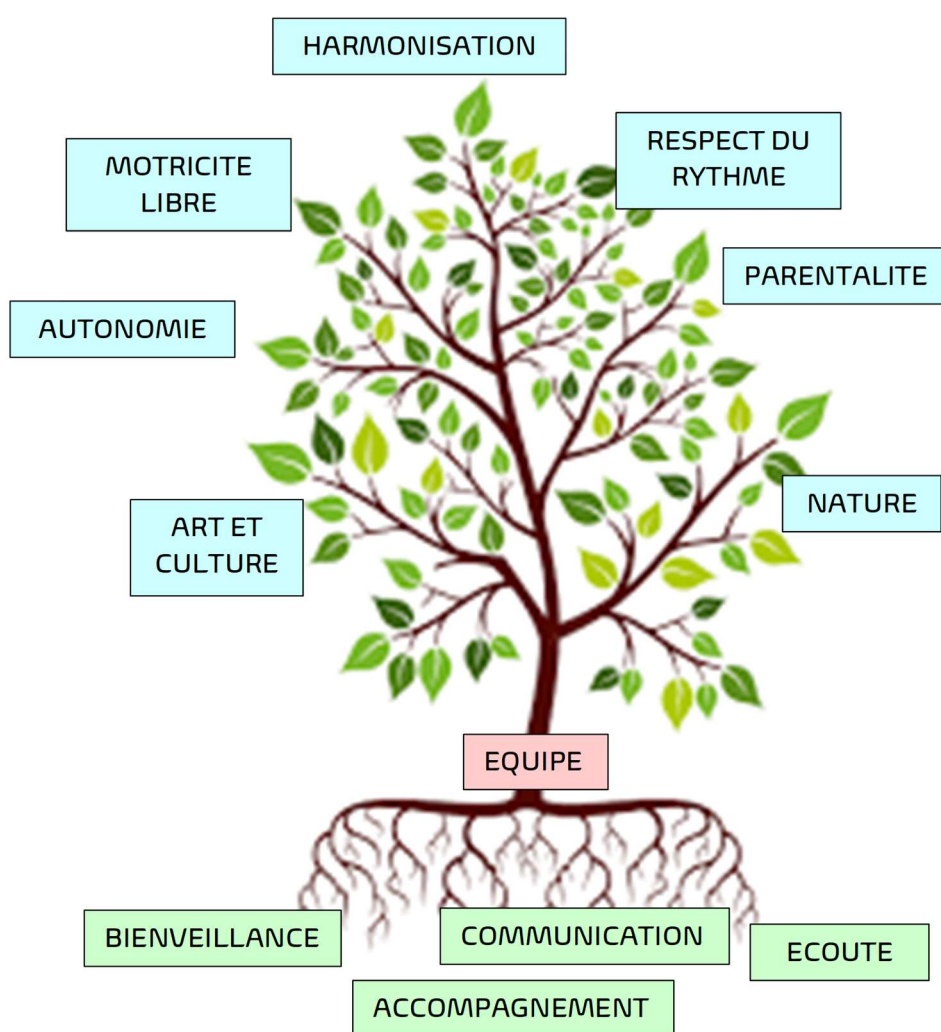 HARMONISATION
MOTRICITE
LIBRE
RESPECT DU
RYTHME
PARENTALITE
AUTONOMIE
NATURE
ART ET
CULTURE
EQUIPE
BIENVEILLANCE
COMMUNICATION
ECOUTE
ACCOMPAGNEMENT